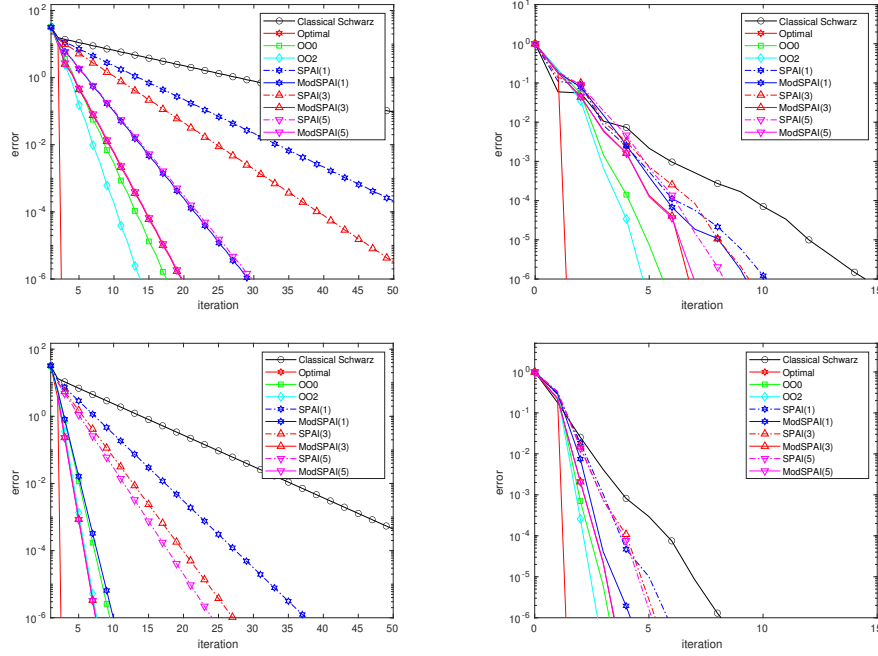 10^2
10^0
10^-2
10^-4
10^-6
error
5 10 15 20 25 30 35 40 45 50
iteration
Classical Schwarz
Optimal
OO0
OO2
SPAI(1)
ModSPAI(1)
SPAI(3)
ModSPAI(3)
SPAI(5)
ModSPAI(5)
10^1
10^0
10^-1
10^-2
10^-3
10^-4
10^-5
10^-6
error
0 5 10 15
iteration
Classical Schwarz
Optimal
OO0
OO2
SPAI(1)
ModSPAI(1)
SPAI(3)
ModSPAI(3)
SPAI(5)
ModSPAI(5)
10^2
10^0
10^-2
10^-4
10^-6
error
5 10 15 20 25 30 35 40 45 50
iteration
Classical Schwarz
Optimal
OO0
OO2
SPAI(1)
ModSPAI(1)
SPAI(3)
ModSPAI(3)
SPAI(5)
ModSPAI(5)
10^0
10^-1
10^-2
10^-3
10^-4
10^-5
10^-6
error
0 5 10 15
iteration
Classical Schwarz
Optimal
OO0
OO2
SPAI(1)
ModSPAI(1)
SPAI(3)
ModSPAI(3)
SPAI(5)
ModSPAI(5)